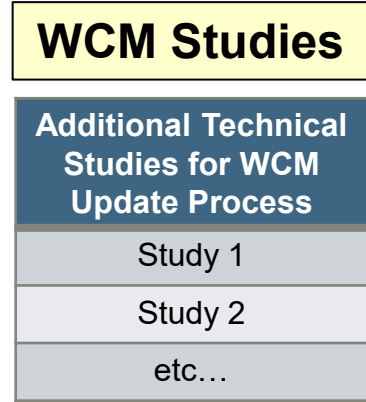 WCM Studies
Additional Technical
Studies for WCM
Update Process
Study 1
Study 2
etc…